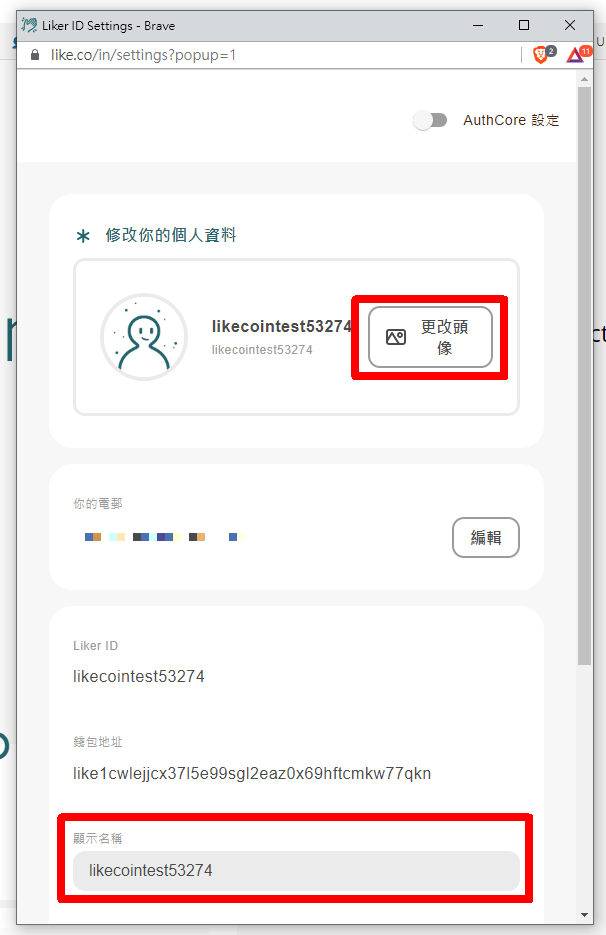 Liker ID Settings - Brave
like.co/in/settings?popup=1
2
11
AuthCore 設定
修改你的個人資料
likecointest53274
likecointest53274
更改頭
像
你的電郵
編輯
Liker ID
likecointest53274
錢包地址
like1cwlejjcx37l5e99sgl2eaz0x69hftcmkw77qkn
顯示名稱
likecointest53274